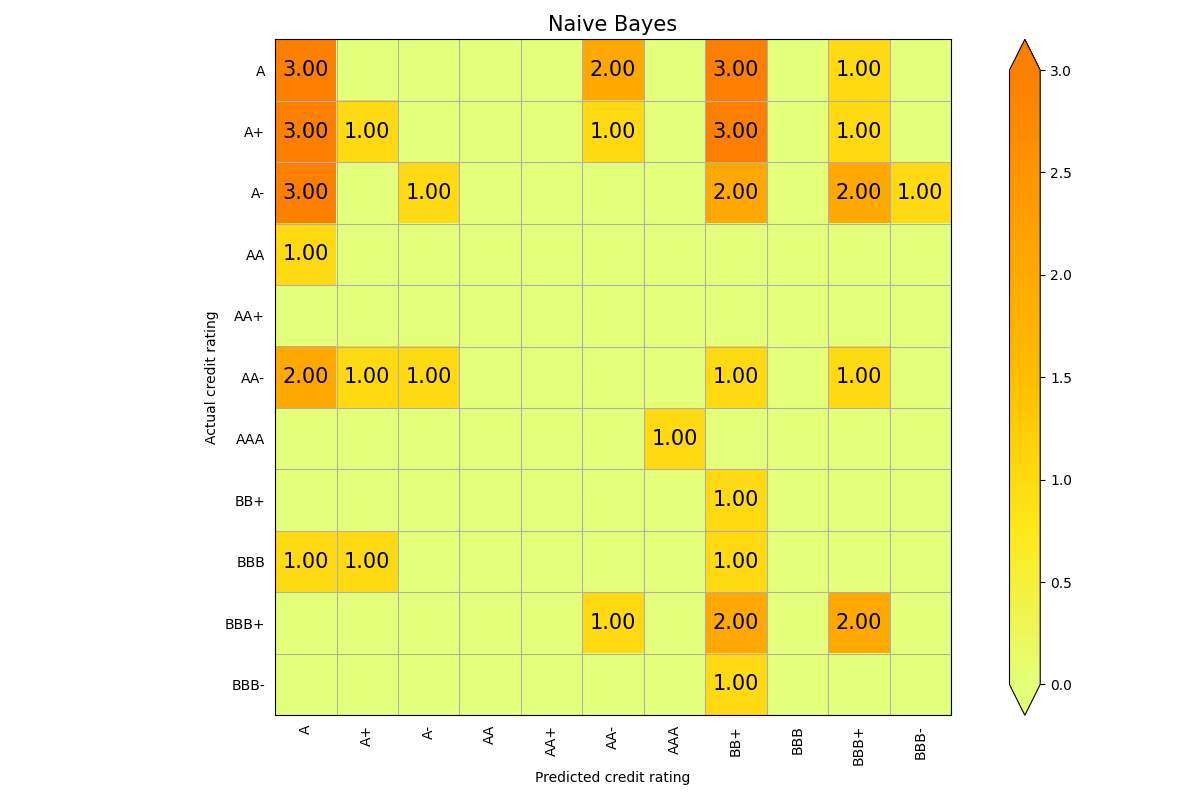 Naive Bayes
A 3.00 2.00 3.00 1.00
A+ 3.00 1.00 1.00 3.00 1.00
A- 3.00 1.00 2.00 2.00 1.00
AA 1.00
AA+
AA- 2.00 1.00 1.00 1.00 1.00
AAA 1.00
BB+ 1.00
BBB 1.00 1.00 1.00
BBB+ 1.00 2.00 2.00
BBB- 1.00
Actual credit rating
A A+ A- AA AA+ AA- AAA BB+ BBB BBB+ BBB-
Predicted credit rating
3.0
2.5
2.0
1.5
1.0
0.5
0.0